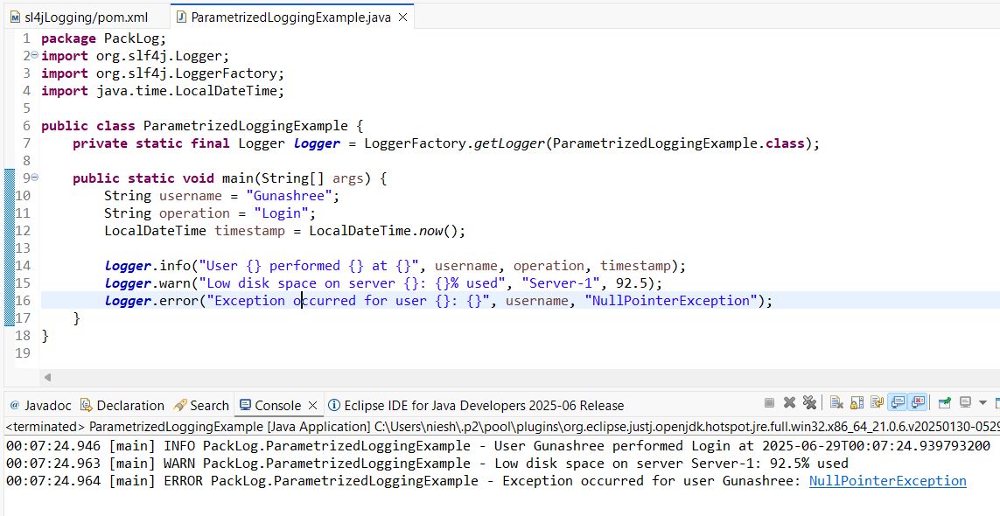 sl4jLogging/pom.xml ParametrizedLoggingExample.java
1 package PackLog;
2 import org.slf4j.Logger;
3 import org.slf4j.LoggerFactory;
4 import java.time.LocalDateTime;
5
6 public class ParametrizedLoggingExample {
7     private static final Logger logger = LoggerFactory.getLogger(ParametrizedLoggingExample.class);
8
9     public static void main(String[] args) {
10         String username = "Gunashree";
11         String operation = "Login";
12         LocalDateTime timestamp = LocalDateTime.now();
13
14         logger.info("User {} performed {} at {}", username, operation, timestamp);
15         logger.warn("Low disk space on server {}: {}% used", "Server-1", 92.5);
16         logger.error("Exception occurred for user {}: {}", username, "NullPointerException");
17     }
18 }
19
@ Javadoc Declaration Search Console Eclipse IDE for Java Developers 2025-06 Release
<terminated> ParametrizedLoggingExample [Java Application] C:\Users\niesh\.p2\pool\plugins\org.eclipse.justj.openjdk.hotspot.jre.full.win32.x86_64_21.0.6.v20250130-0529
00:07:24.946 [main] INFO PackLog.ParametrizedLoggingExample - User Gunashree performed Login at 2025-06-29T00:07:24.939793200
00:07:24.963 [main] WARN PackLog.ParametrizedLoggingExample - Low disk space on server Server-1: 92.5% used
00:07:24.964 [main] ERROR PackLog.ParametrizedLoggingExample - Exception occurred for user Gunashree: NullPointerException